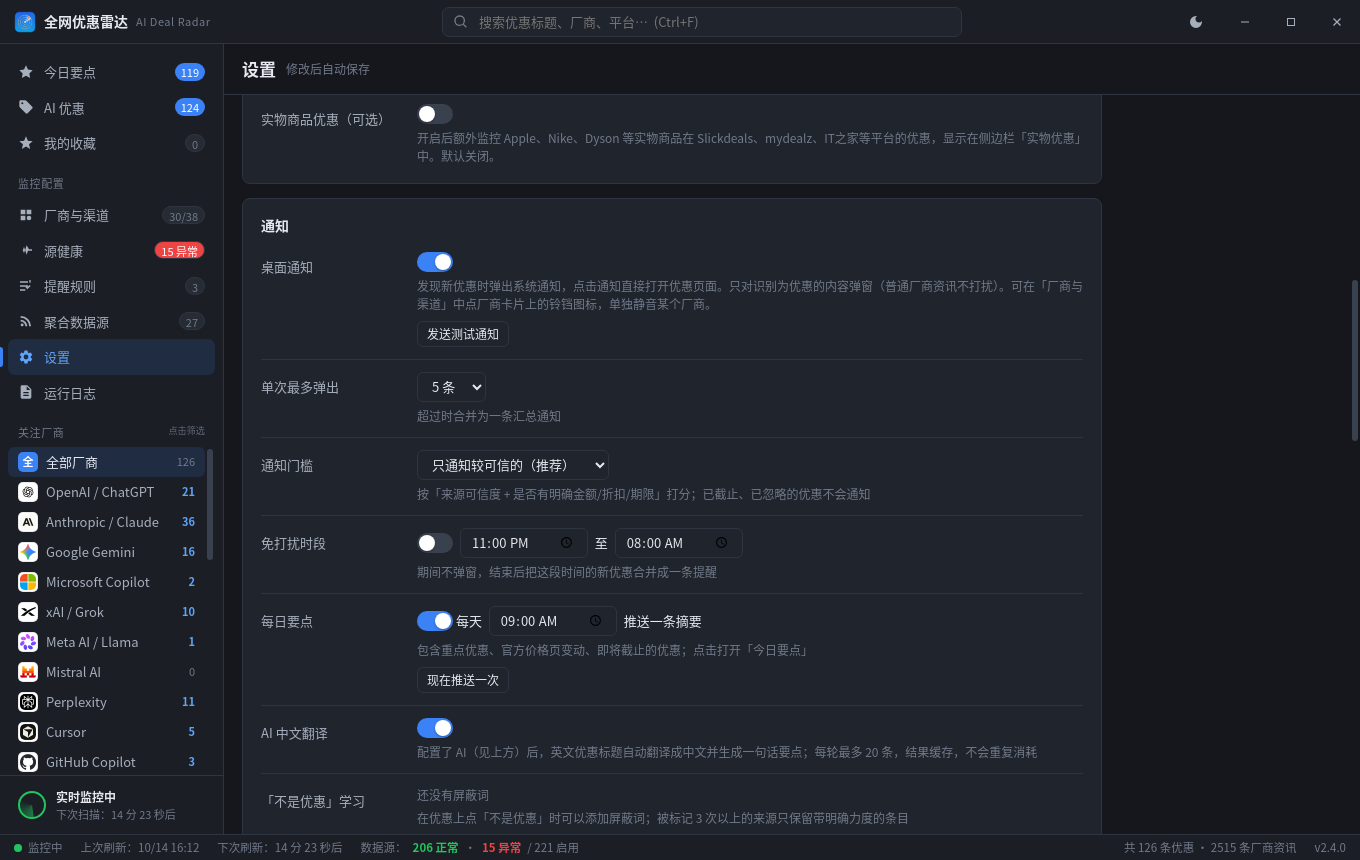 全网优惠雷达 AI Deal Radar
搜索优惠标题、厂商、平台… (Ctrl+F)
今日要点 119
AI 优惠 124
我的收藏 0
监控配置
厂商与渠道 30/38
源健康 15 异常
提醒规则 3
聚合数据源 27
设置
运行日志
关注厂商 点击筛选
全 全部厂商 126
OpenAI / ChatGPT 21
Anthropic / Claude 36
Google Gemini 16
Microsoft Copilot 2
xAI / Grok 10
Meta AI / Llama 1
Mistral AI 0
Perplexity 11
Cursor 5
GitHub Copilot 3
实时监控中
下次扫描：14 分 23 秒后
设置 修改后自动保存
实物商品优惠（可选）
开启后额外监控 Apple、Nike、Dyson 等实物商品在 Slickdeals、mydealz、IT之家等平台的优惠，显示在侧边栏「实物优惠」
中。默认关闭。
通知
桌面通知
发现新优惠时弹出系统通知，点击通知直接打开优惠页面。只对识别为优惠的内容弹窗（普通厂商资讯不打扰）。可在「厂商与
渠道」中点厂商卡片上的铃铛图标，单独静音某个厂商。
发送测试通知
单次最多弹出 5 条
超过时合并为一条汇总通知
通知门槛 只通知较可信的（推荐）
按「来源可信度 + 是否有明确金额/折扣/期限」打分；已截止、已忽略的优惠不会通知
免打扰时段 11:00 PM 至 08:00 AM
期间不弹窗，结束后把这段时间的新优惠合并成一条提醒
每日要点 每天 09:00 AM 推送一条摘要
包含重点优惠、官方价格页变动、即将截止的优惠；点击打开「今日要点」
现在推送一次
AI 中文翻译
配置了 AI（见上方）后，英文优惠标题自动翻译成中文并生成一句话要点；每轮最多 20 条，结果缓存，不会重复消耗
「不是优惠」学习 还没有屏蔽词
在优惠上点「不是优惠」时可以添加屏蔽词；被标记 3 次以上的来源只保留带明确力度的条目
监控中 上次刷新：10/14 16:12 下次刷新：14 分 23 秒后 数据源： 206 正常 · 15 异常 / 221 启用 共 126 条优惠 · 2515 条厂商资讯 v2.4.0